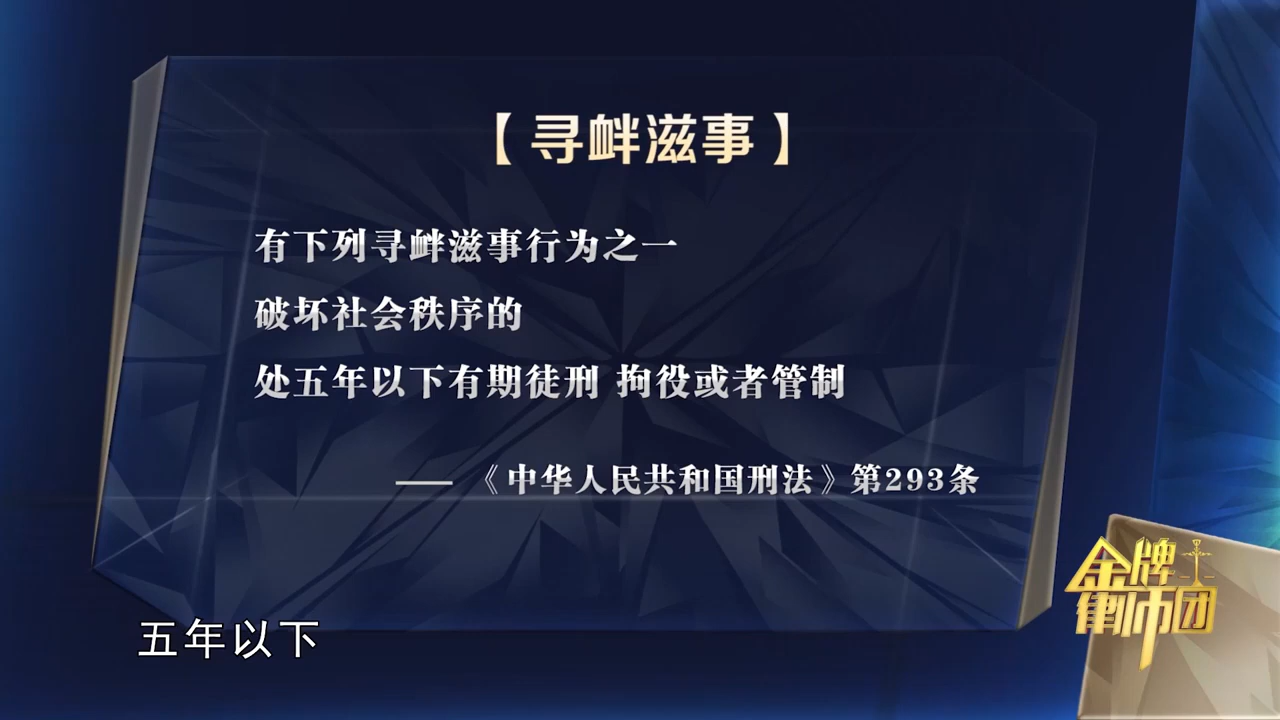 【寻衅滋事】
有下列寻衅滋事行为之一
破坏社会秩序的
处五年以下有期徒刑 拘役或者管制
——《中华人民共和国刑法》第293条
金牌
律师团
五年以下